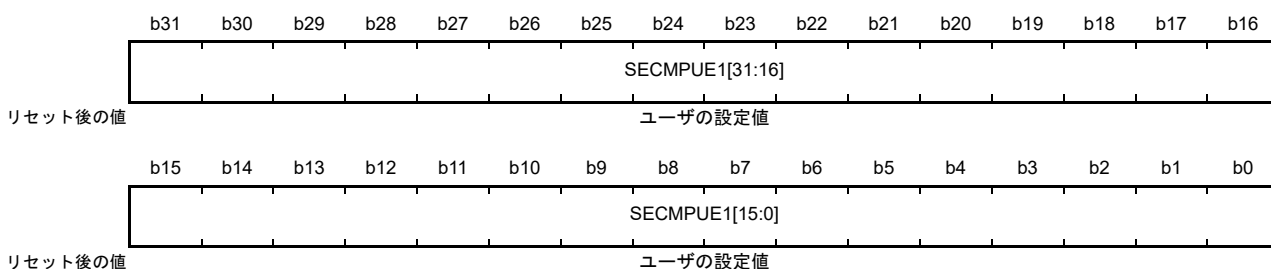 b31 b30 b29 b28 b27 b26 b25 b24 b23 b22 b21 b20 b19 b18 b17 b16
SECMPUE1[31:16]
リセット後の値 ユーザの設定値
b15 b14 b13 b12 b11 b10 b9 b8 b7 b6 b5 b4 b3 b2 b1 b0
SECMPUE1[15:0]
リセット後の値 ユーザの設定値